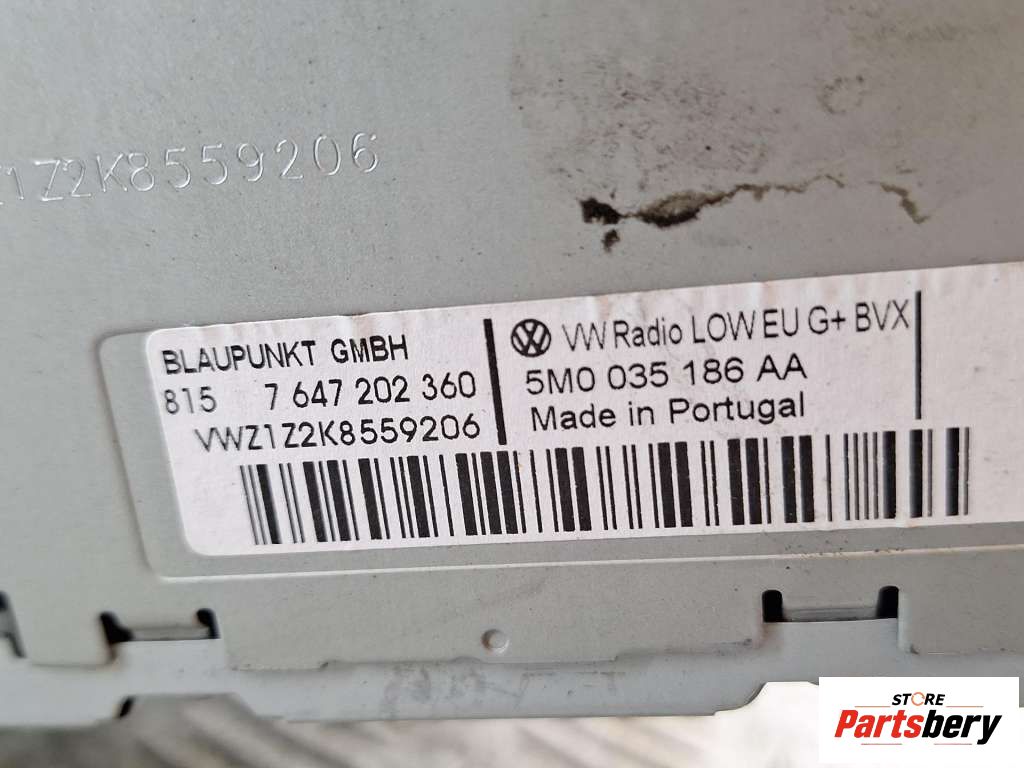 Z1Z2K8559206
BLAUPUNKT GMBH
815 7 647 202 360
VWZ1Z2K8559206
VW Radio LOW EU G+ BVX
5M0 035 186 AA
Made in Portugal
STORE
Partsbery